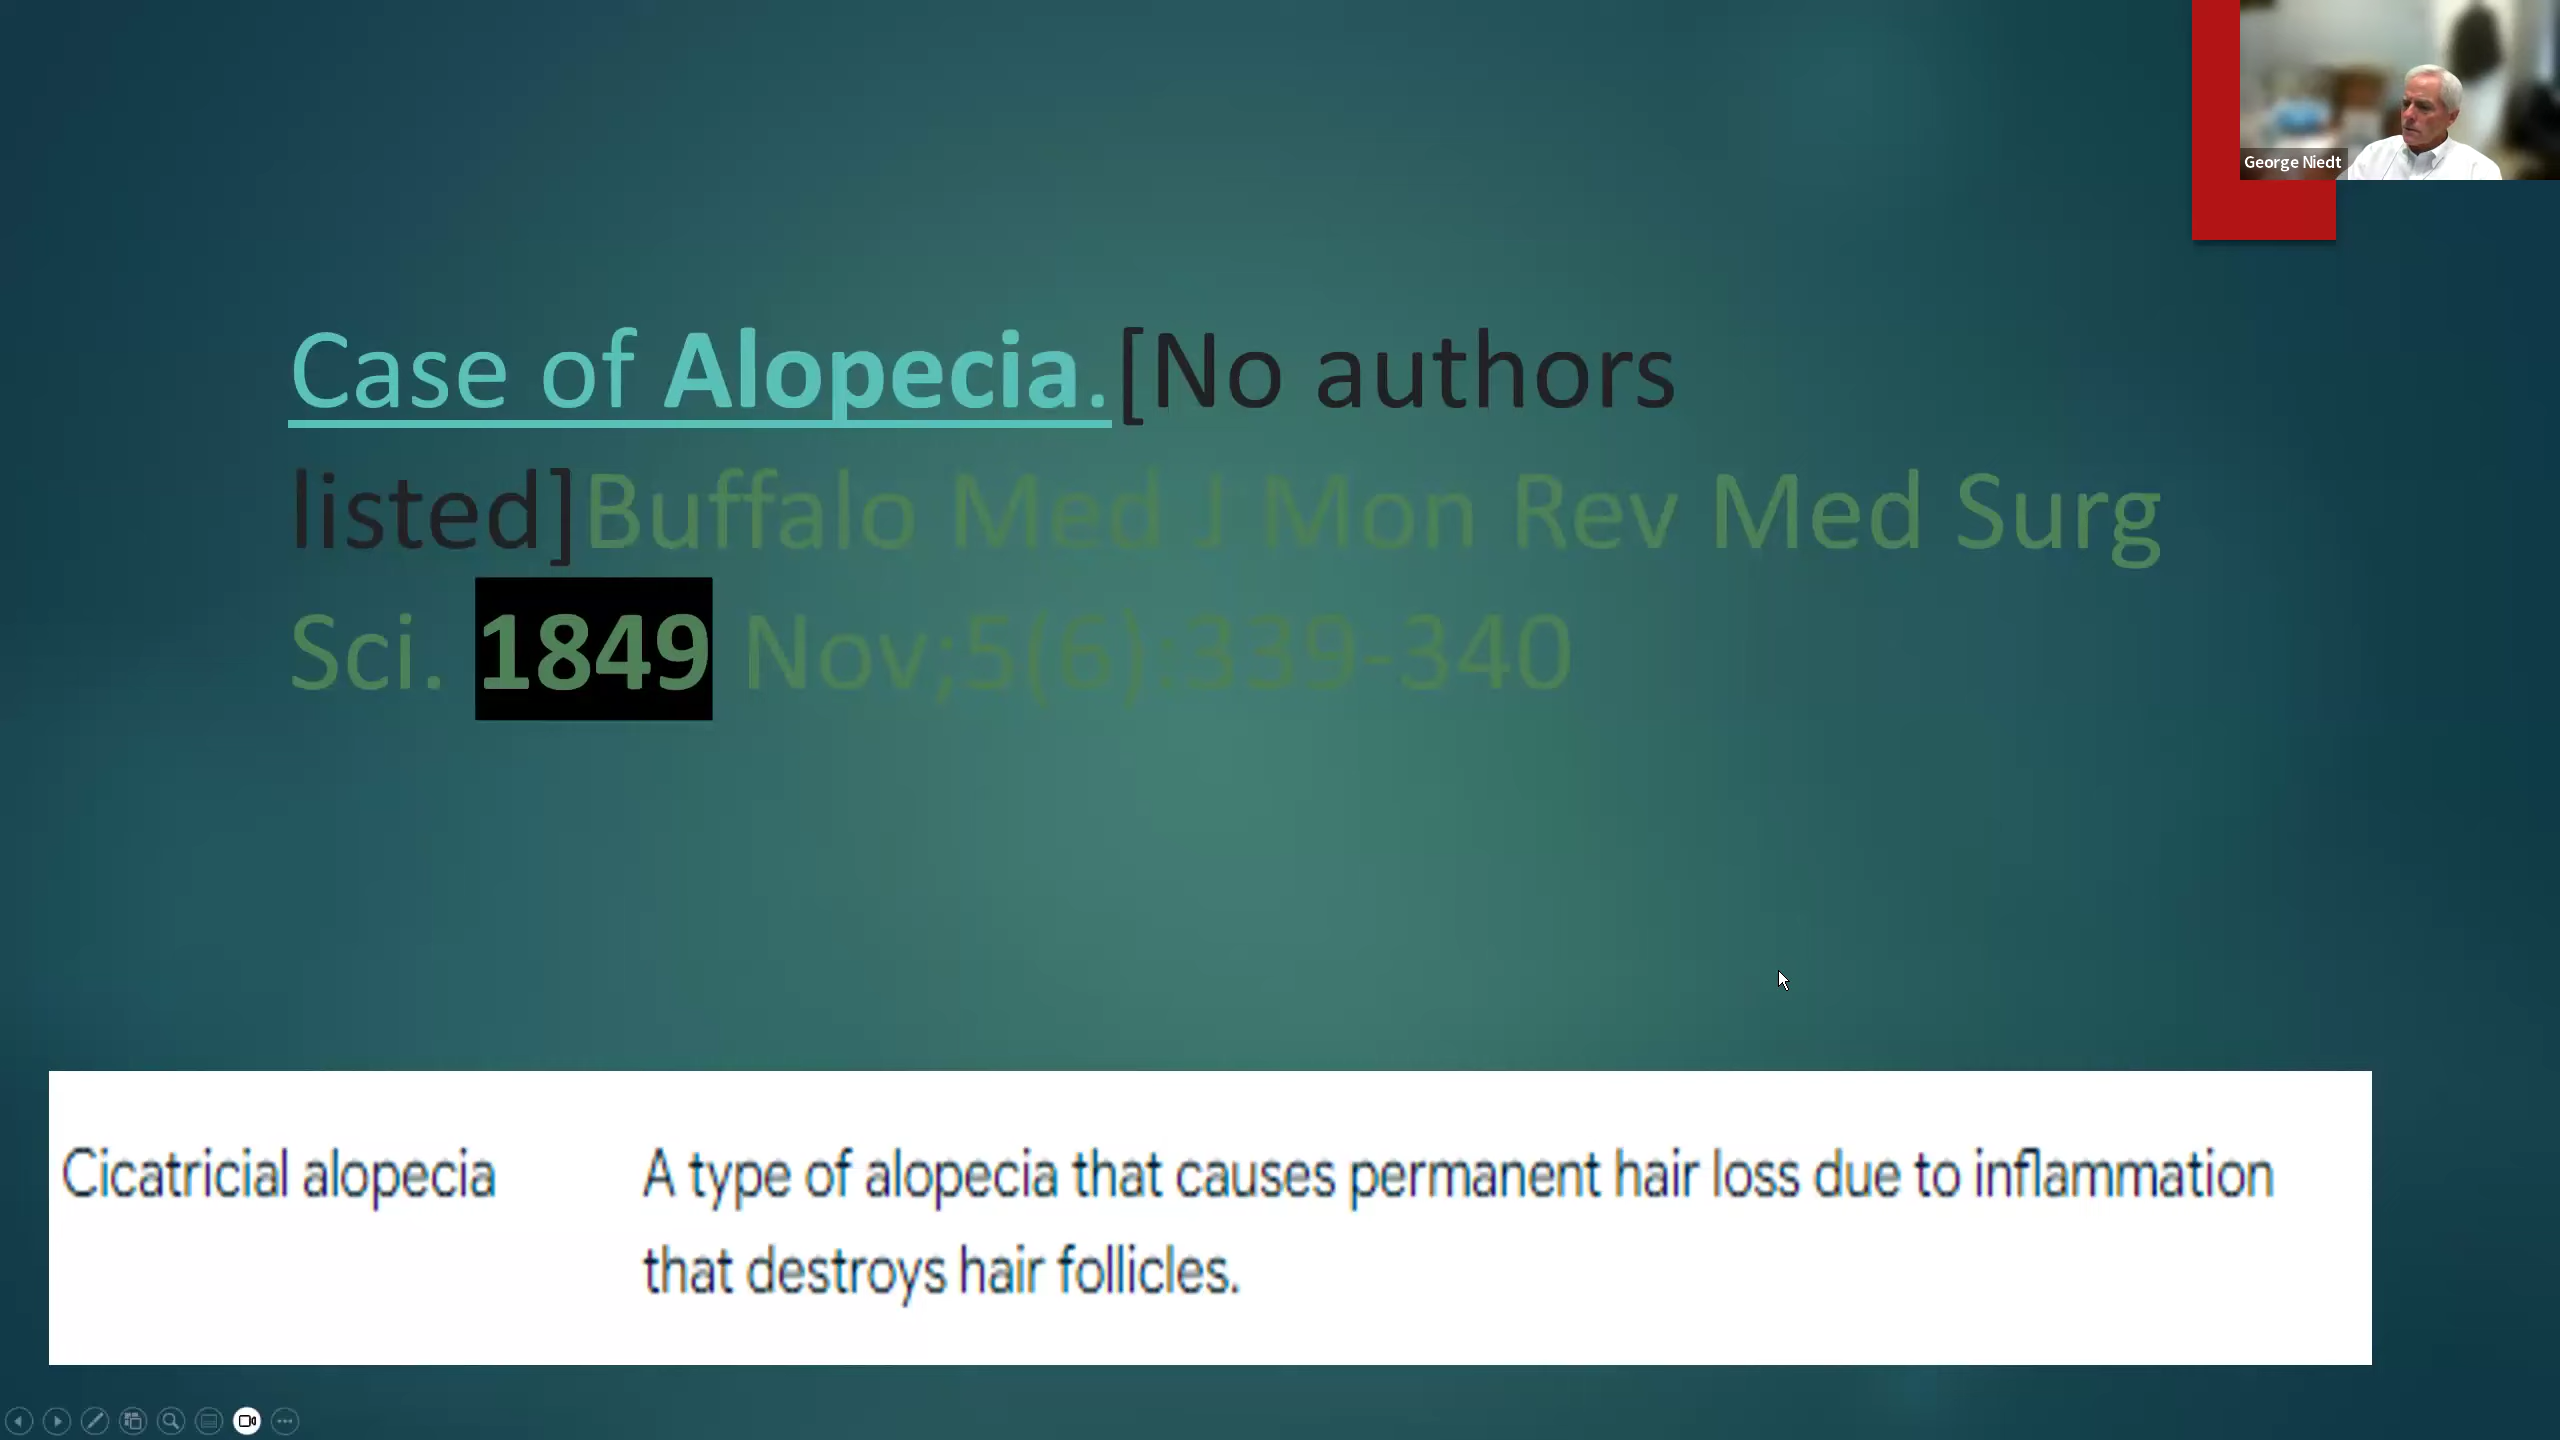 George Niedt
Case of Alopecia.[No authors
listed]Buffalo Med J Mon Rev Med Surg
Sci. 1849 Nov;5(6):339-340
Cicatricial alopecia A type of alopecia that causes permanent hair loss due to inflammation
that destroys hair follicles.